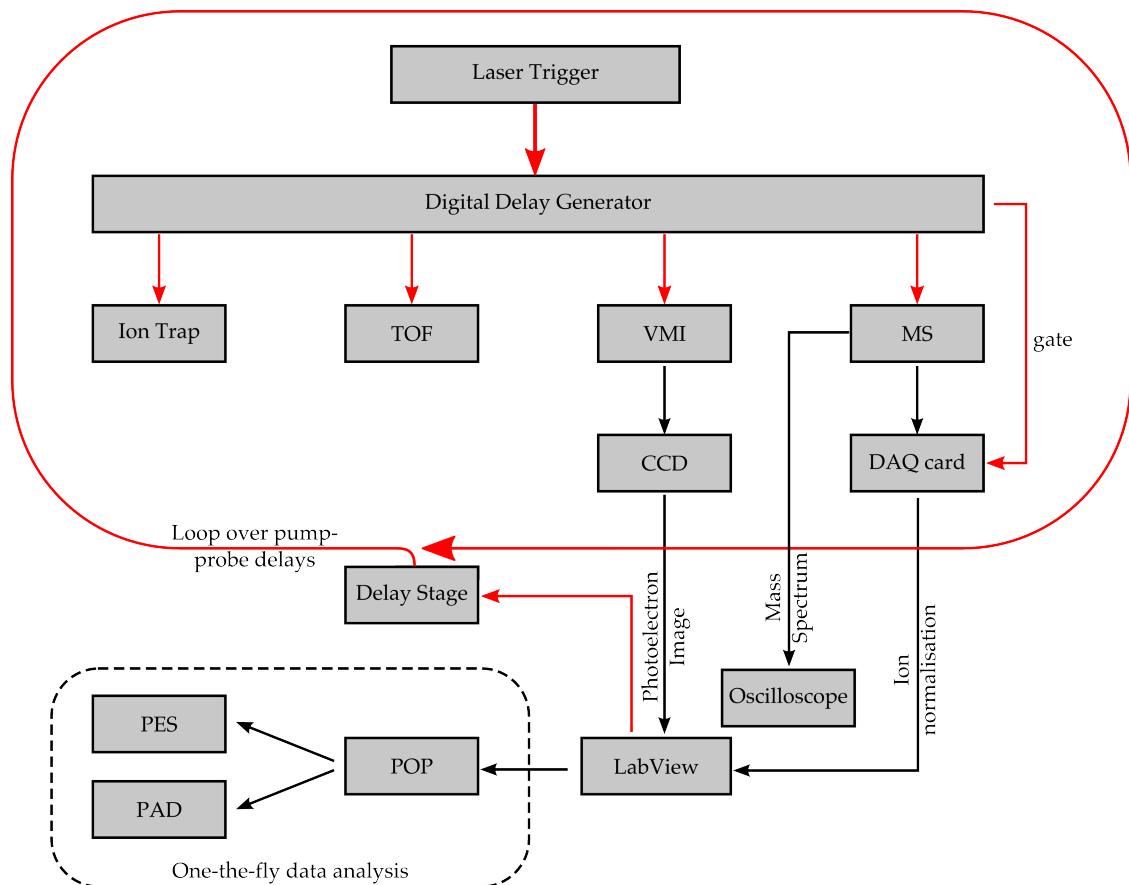 Laser Trigger
Digital Delay Generator
Ion Trap
TOF
VMI
MS
gate
CCD
DAQ card
Loop over pump-
probe delays
Delay Stage
Photoelectron
Image
Mass
Spectrum
Ion
normalisation
Oscilloscope
PES
POP
LabView
PAD
One-the-fly data analysis